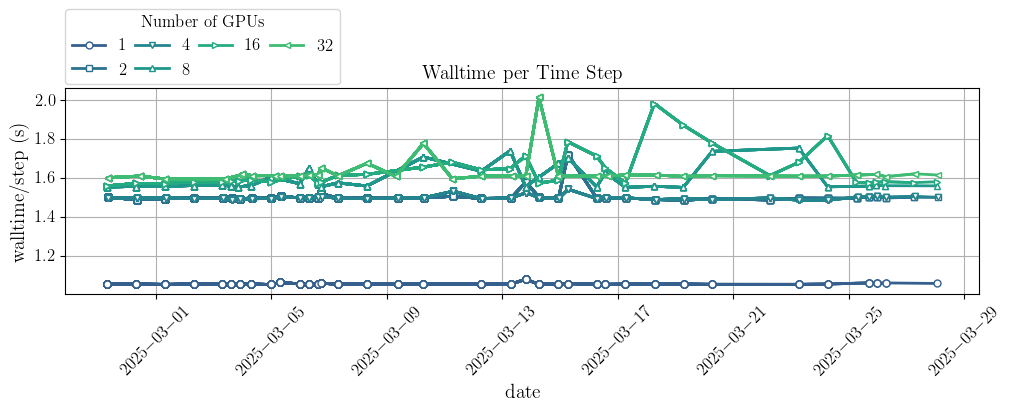 Number of GPUs
1 4 16 32
2 8
Walltime per Time Step
walltime/step (s)
2.0
1.8
1.6
1.4
1.2
2025−03−01 2025−03−05 2025−03−09 2025−03−13 2025−03−17 2025−03−21 2025−03−25 2025−03−29
date